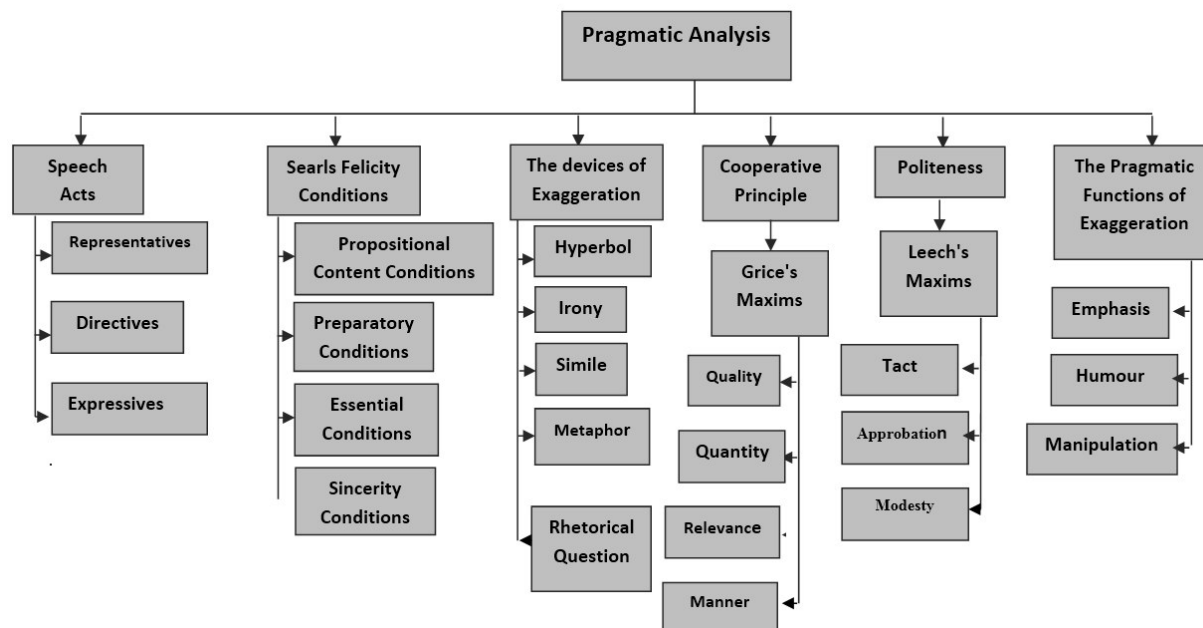 Pragmatic Analysis
Speech
Acts
Representatives
Directives
Expressives
Searls Felicity
Conditions
Propositional
Content Conditions
Preparatory
Conditions
Essential
Conditions
Sincerity
Conditions
The devices of
Exaggeration
Hyperbol
Irony
Simile
Metaphor
Rhetorical
Question
Cooperative
Principle
Grice's
Maxims
Quality
Quantity
Relevance
Manner
Politeness
Leech's
Maxims
Tact
Approbation
Modesty
The Pragmatic
Functions of
Exaggeration
Emphasis
Humour
Manipulation